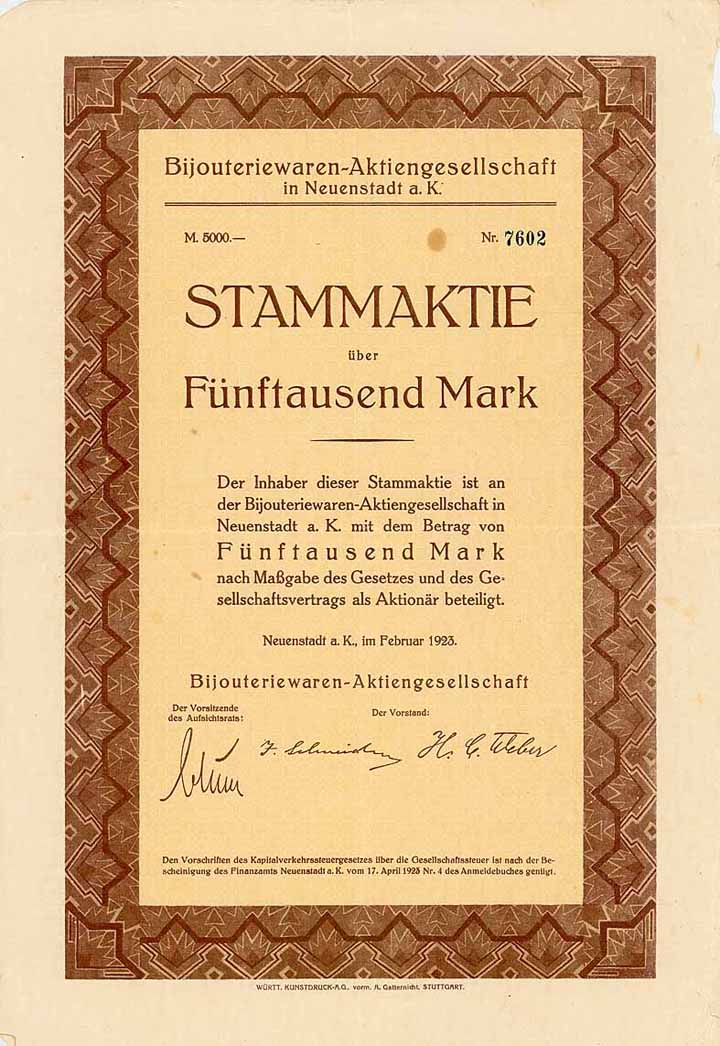 Bijouteriewaren-Aktiengesellschaft
in Neuenstadt a. K.
M. 5000.— Nr. 7602
STAMMAKTIE
über
Fünftausend Mark
Der Inhaber dieser Stammaktie ist an
der Bijouteriewaren-Aktiengesellschaft in
Neuenstadt a. K. mit dem Betrag von
Fünftausend Mark
nach Maßgabe des Gesetzes und des Ge-
sellschaftsvertrags als Aktionär beteiligt.
Neuenstadt a. K., im Februar 1923.
Bijouteriewaren-Aktiengesellschaft
Der Vorsitzende
des Aufsichtsrats:
Der Vorstand:
H. C. Weber
Den Vorschriften des Kapitalverkehrssteuergesetzes über die Gesellschaftssteuer ist nach der Be-
scheinigung des Finanzamts Neuenstadt a. K. vom 17. April 1923 Nr. 4 des Anmeldebuches genügt.
WÜRTT. KUNSTDRUCK-A.G., vorm. A. Gatternicht, STUTTGART.